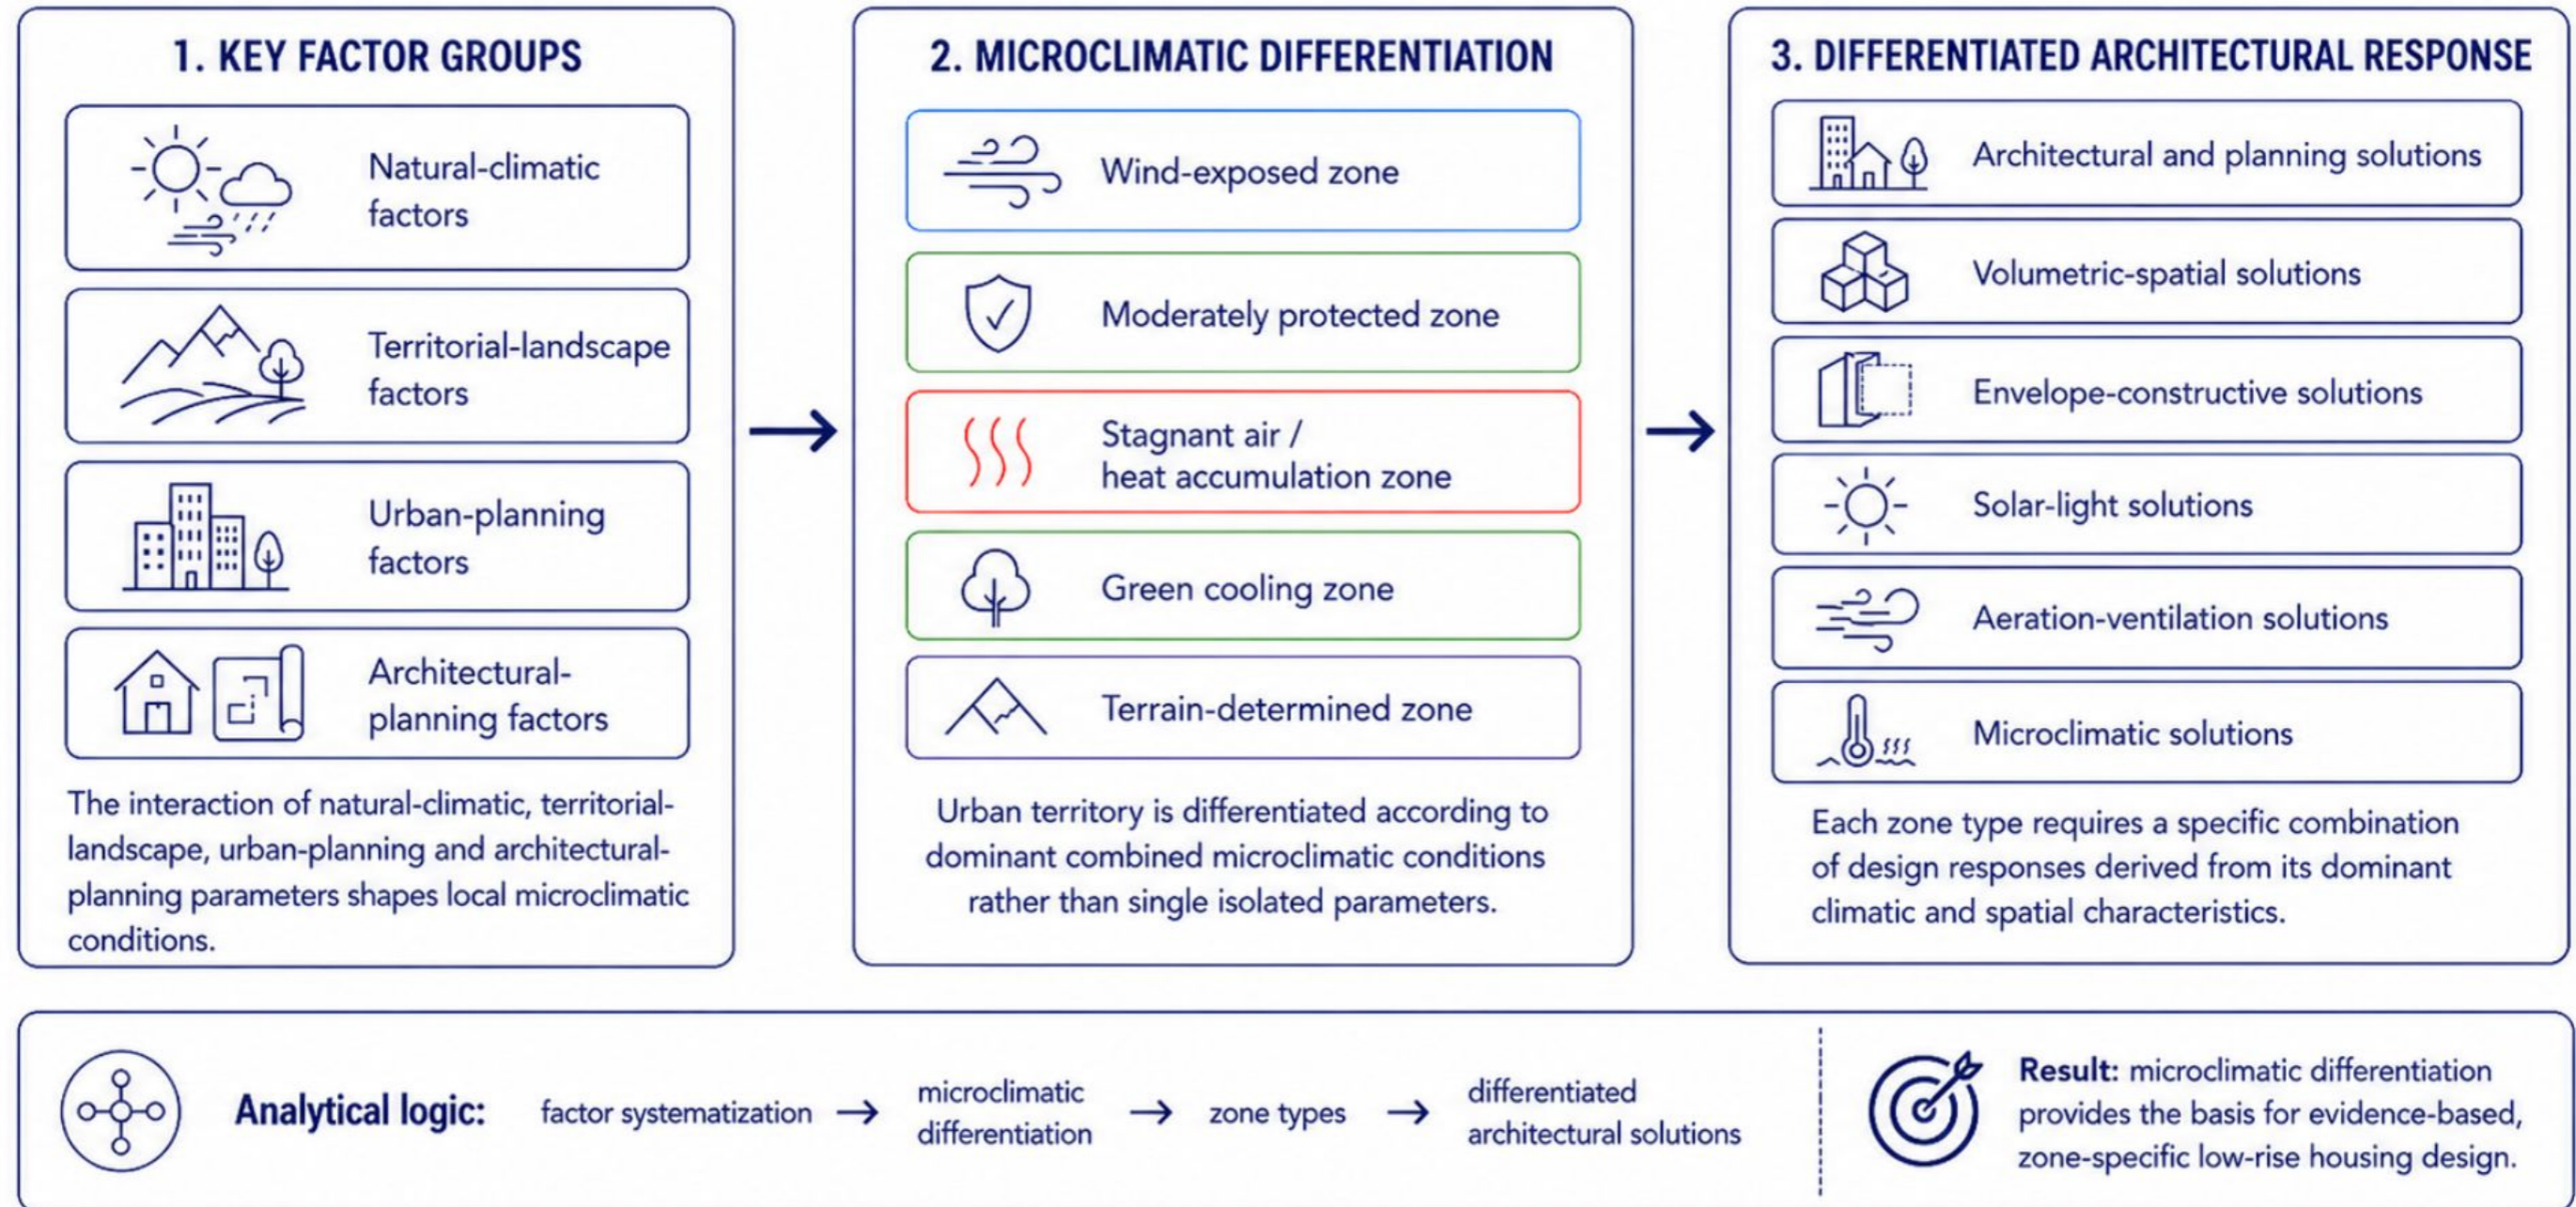 1. KEY FACTOR GROUPS
Natural-climatic
factors
Territorial-landscape
factors
Urban-planning
factors
Architectural-
planning factors
The interaction of natural-climatic, territorial-
landscape, urban-planning and architectural-
planning parameters shapes local microclimatic
conditions.
2. MICROCLIMATIC DIFFERENTIATION
Wind-exposed zone
Moderately protected zone
Stagnant air /
heat accumulation zone
Green cooling zone
Terrain-determined zone
Urban territory is differentiated according to
dominant combined microclimatic conditions
rather than single isolated parameters.
3. DIFFERENTIATED ARCHITECTURAL RESPONSE
Architectural and planning solutions
Volumetric-spatial solutions
Envelope-constructive solutions
Solar-light solutions
Aeration-ventilation solutions
Microclimatic solutions
Each zone type requires a specific combination
of design responses derived from its dominant
climatic and spatial characteristics.
Analytical logic:
factor systematization
microclimatic
differentiation
zone types
differentiated
architectural solutions
Result: microclimatic differentiation
provides the basis for evidence-based,
zone-specific low-rise housing design.